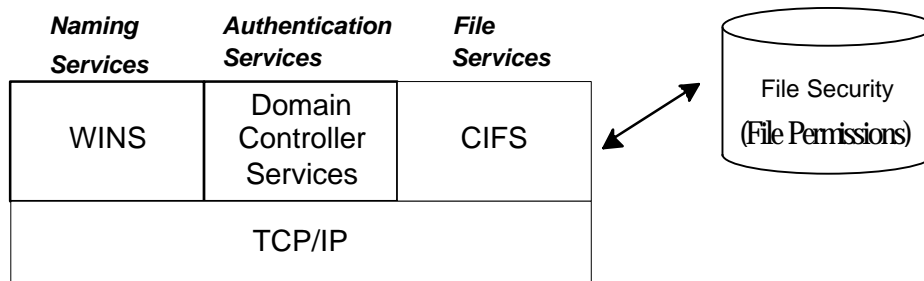 Naming
Services
Authentication
Services
File
Services
WINS
Domain
Controller
Services
CIFS
TCP/IP
File Security
(File Permissions)